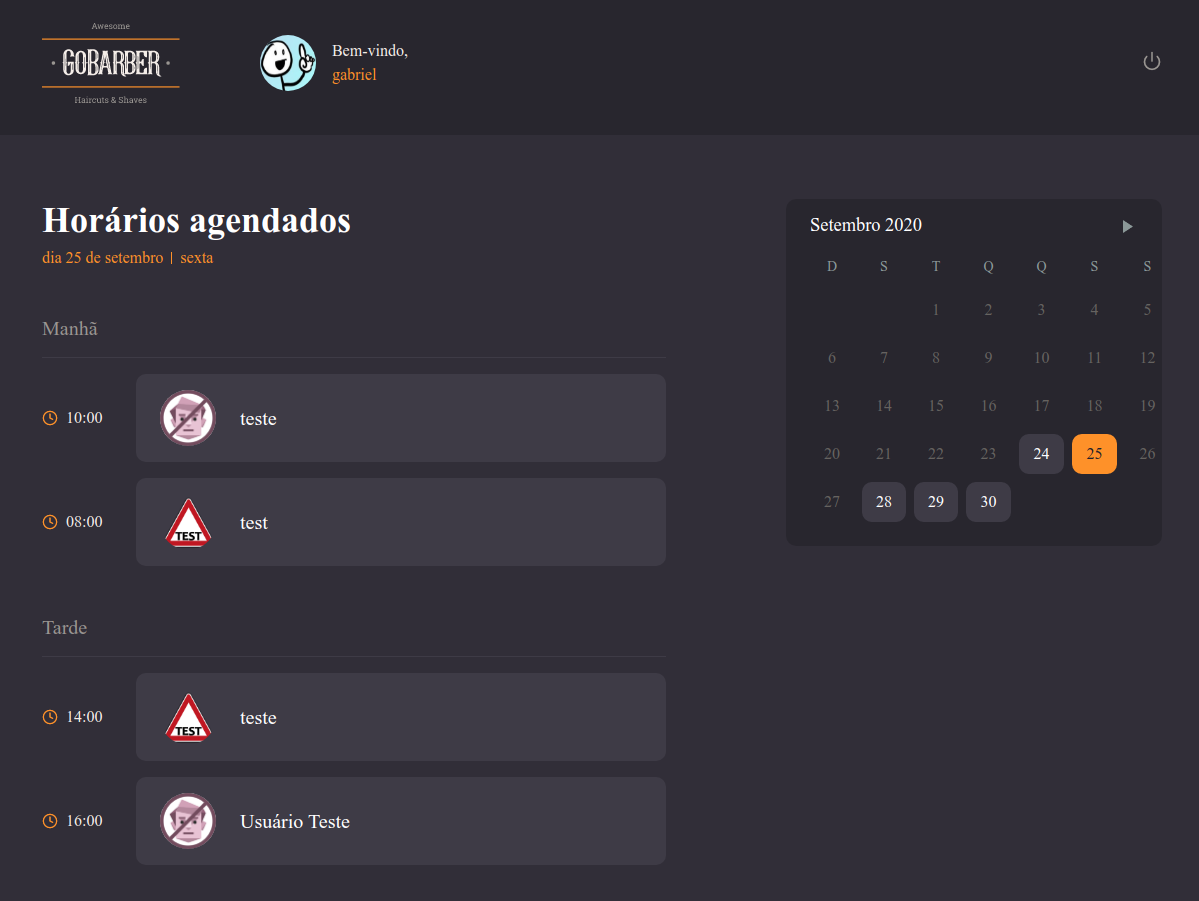 Awesome
GOBARBER
Haircuts & Shaves
Bem-vindo,
gabriel
Horários agendados
dia 25 de setembro | sexta
Manhã
10:00 teste
08:00 TEST test
Tarde
14:00 TEST teste
16:00 Usuário Teste
Setembro 2020
D S T Q Q S S
1 2 3 4 5
6 7 8 9 10 11 12
13 14 15 16 17 18 19
20 21 22 23 24 25 26
27 28 29 30